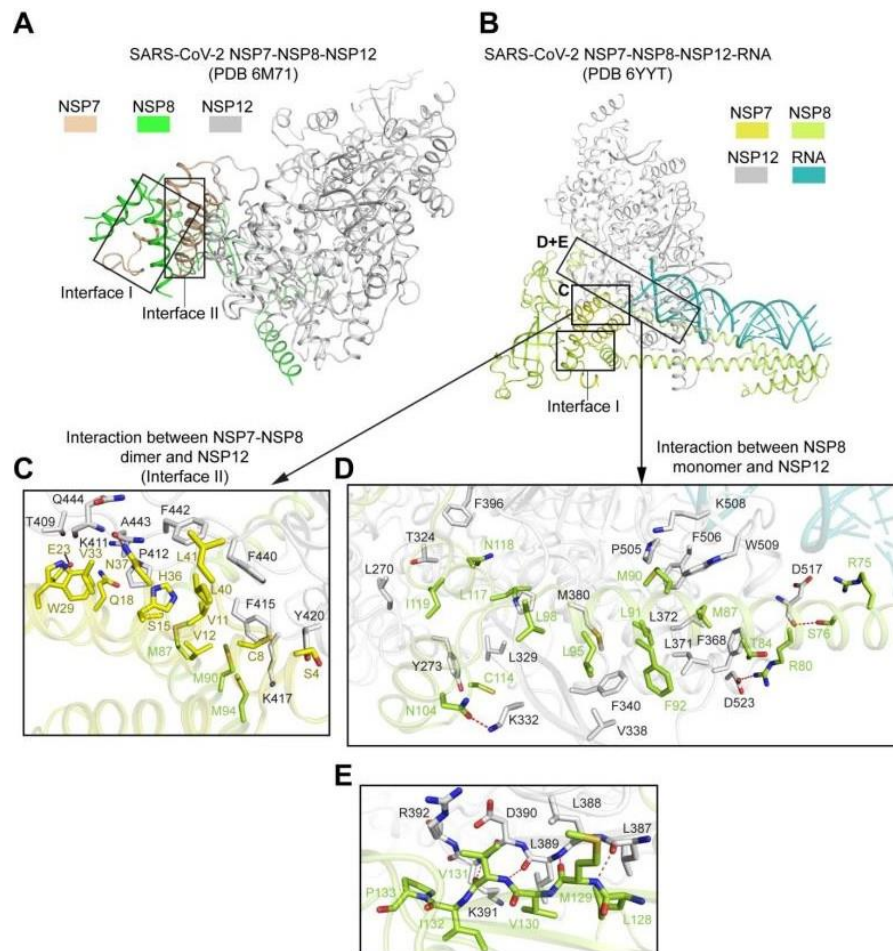 A
SARS-CoV-2 NSP7-NSP8-NSP12
(PDB 6M71)
NSP7 NSP8 NSP12
Interface I
Interface II
B
SARS-CoV-2 NSP7-NSP8-NSP12-RNA
(PDB 6YYT)
NSP7 NSP8
NSP12 RNA
D+E
C
Interface I
Interaction between NSP7-NSP8
dimer and NSP12
(Interface II)
C
Q444
T409
K411
A443
F442
E23
V33
N37
P412
L41
F440
H36
W29
Q18
L40
F415
S15
V11
Y420
V12
M87
C8
S4
M90
K417
M94
Interaction between NSP8
monomer and NSP12
D
F396
K508
T324
N118
P505
F506
W509
L270
M90
D517
R75
I119
L117
L98
M380
L91
L372
M87
S76
Y273
L329
L95
L371
F368
T84
R80
C114
N104
K332
F340
F92
D523
V338
E
R392
D390
L388
L389
L387
V131
P133
K391
M129
I132
V130
L128